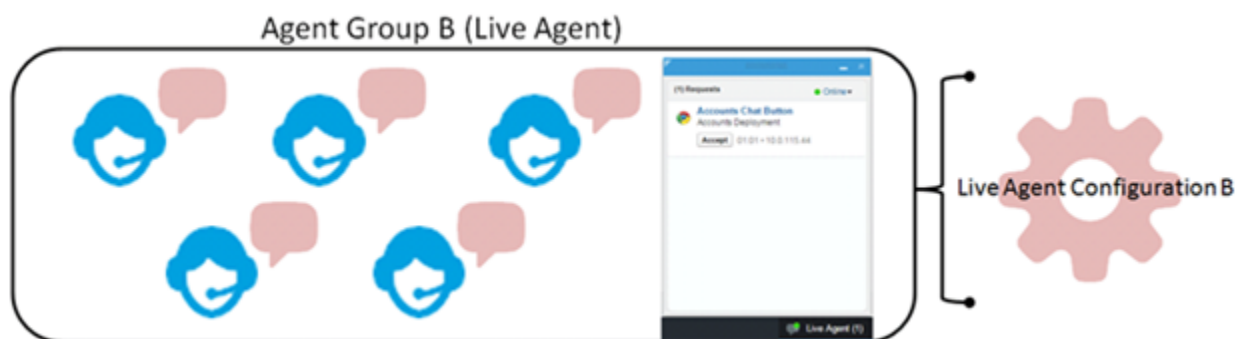 Agent Group B (Live Agent)
(1) Requests
Online
Accounts Chat Button
Accounts Deployment
Accept 01:01 • 10.0.115.44
Live Agent (1)
Live Agent Configuration B